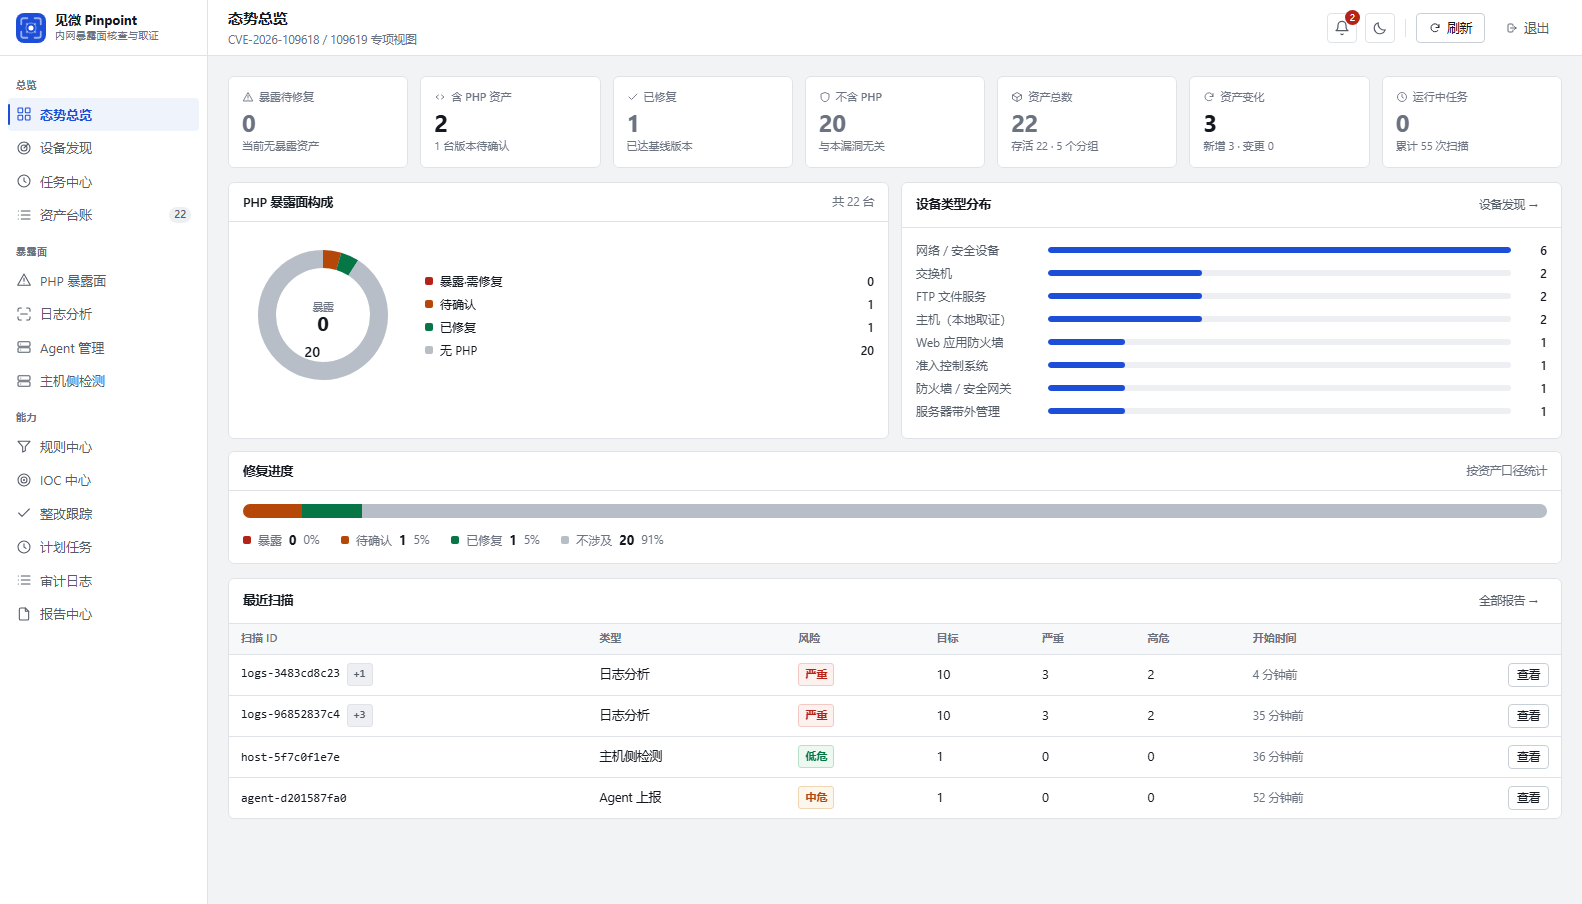 见微 Pinpoint
内网暴露面核查与取证
态势总览
CVE-2026-109618 / 109619 专项视图
2
刷新
退出
总览
态势总览
设备发现
任务中心
资产台账 22
暴露面
PHP 暴露面
日志分析
Agent 管理
主机侧检测
能力
规则中心
IOC 中心
整改跟踪
计划任务
审计日志
报告中心
暴露待修复
0
当前无暴露资产
含 PHP 资产
2
1 台版本待确认
已修复
1
已达基线版本
不含 PHP
20
与本漏洞无关
资产总数
22
存活 22 · 5 个分组
资产变化
3
新增 3 · 变更 0
运行中任务
0
累计 55 次扫描
PHP 暴露面构成 共 22 台
暴露
0
20
暴露·需修复 0
待确认 1
已修复 1
无 PHP 20
设备类型分布 设备发现 →
网络 / 安全设备 6
交换机 2
FTP 文件服务 2
主机（本地取证） 2
Web 应用防火墙 1
准入控制系统 1
防火墙 / 安全网关 1
服务器带外管理 1
修复进度 按资产口径统计
暴露 0 0% 待确认 1 5% 已修复 1 5% 不涉及 20 91%
最近扫描 全部报告 →
扫描 ID 类型 风险 目标 严重 高危 开始时间
logs-3483cd8c23 +1 日志分析 严重 10 3 2 4 分钟前 查看
logs-96852837c4 +3 日志分析 严重 10 3 2 35 分钟前 查看
host-5f7c0f1e7e 主机侧检测 低危 1 0 0 36 分钟前 查看
agent-d201587fa0 Agent 上报 中危 1 0 0 52 分钟前 查看